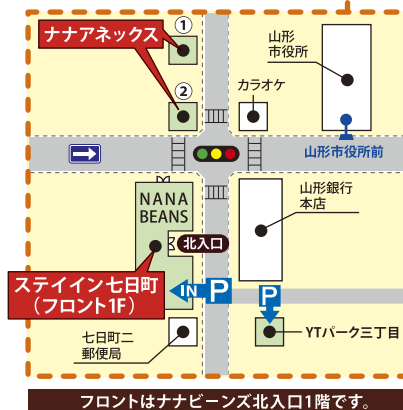 ①
ナナアネックス
②
山形
市役所
カラオケ
山形市役所前
NANA
BEANS
北入口
山形銀行
本店
ステイイン七日町
（フロント1F）
IN P
P
七日町二
郵便局
YTパーク三丁目
フロントはナナビーンズ北入口1階です。